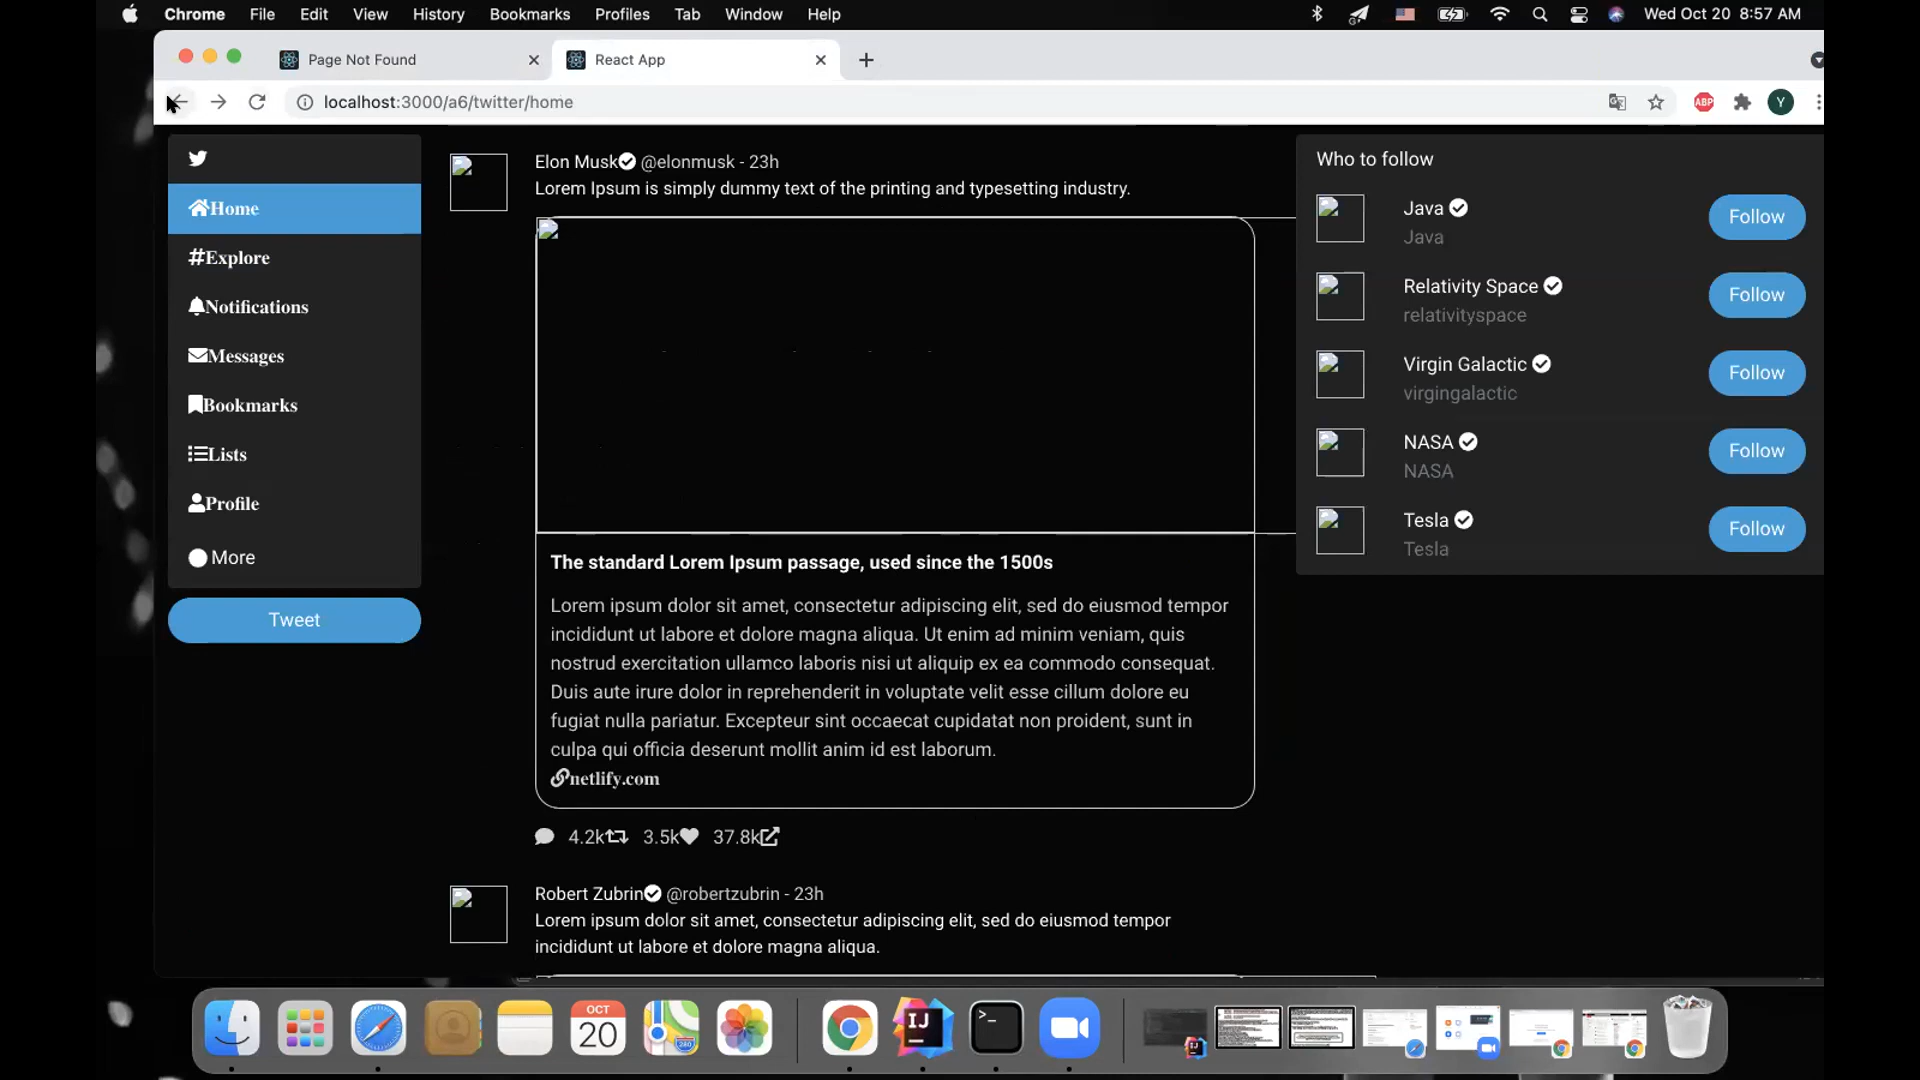 Chrome File Edit View History Bookmarks Profiles Tab Window Help Wed Oct 20 8:57 AM
Page Not Found React App
localhost:3000/a6/twitter/home ABP Y
Home
#Explore
Notifications
Messages
Bookmarks
Lists
Profile
More
Tweet
Elon Musk @elonmusk - 23h
Lorem Ipsum is simply dummy text of the printing and typesetting industry.
The standard Lorem Ipsum passage, used since the 1500s
Lorem ipsum dolor sit amet, consectetur adipiscing elit, sed do eiusmod tempor
incididunt ut labore et dolore magna aliqua. Ut enim ad minim veniam, quis
nostrud exercitation ullamco laboris nisi ut aliquip ex ea commodo consequat.
Duis aute irure dolor in reprehenderit in voluptate velit esse cillum dolore eu
fugiat nulla pariatur. Excepteur sint occaecat cupidatat non proident, sunt in
culpa qui officia deserunt mollit anim id est laborum.
netlify.com
4.2k 3.5k 37.8k
Robert Zubrin @robertzubrin - 23h
Lorem ipsum dolor sit amet, consectetur adipiscing elit, sed do eiusmod tempor
incididunt ut labore et dolore magna aliqua.
Who to follow
Java
Java
Follow
Relativity Space
relativityspace
Follow
Virgin Galactic
virgingalactic
Follow
NASA
NASA
Follow
Tesla
Tesla
Follow
OCT
20
280
IJ
>_